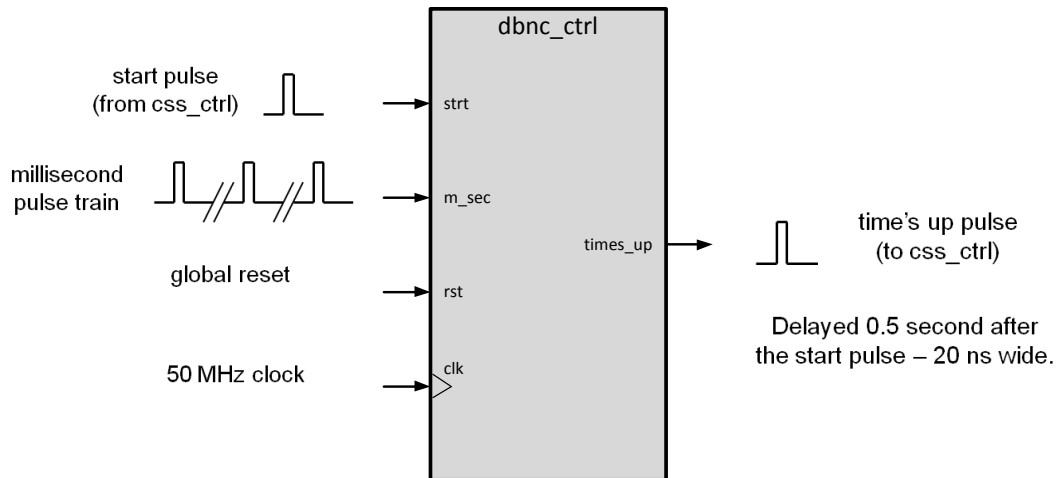 dbnc_ctrl
start pulse
(from css_ctrl)
strt
millisecond
pulse train
m_sec
times_up
time's up pulse
(to css_ctrl)
global reset
rst
Delayed 0.5 second after
the start pulse – 20 ns wide.
50 MHz clock
clk